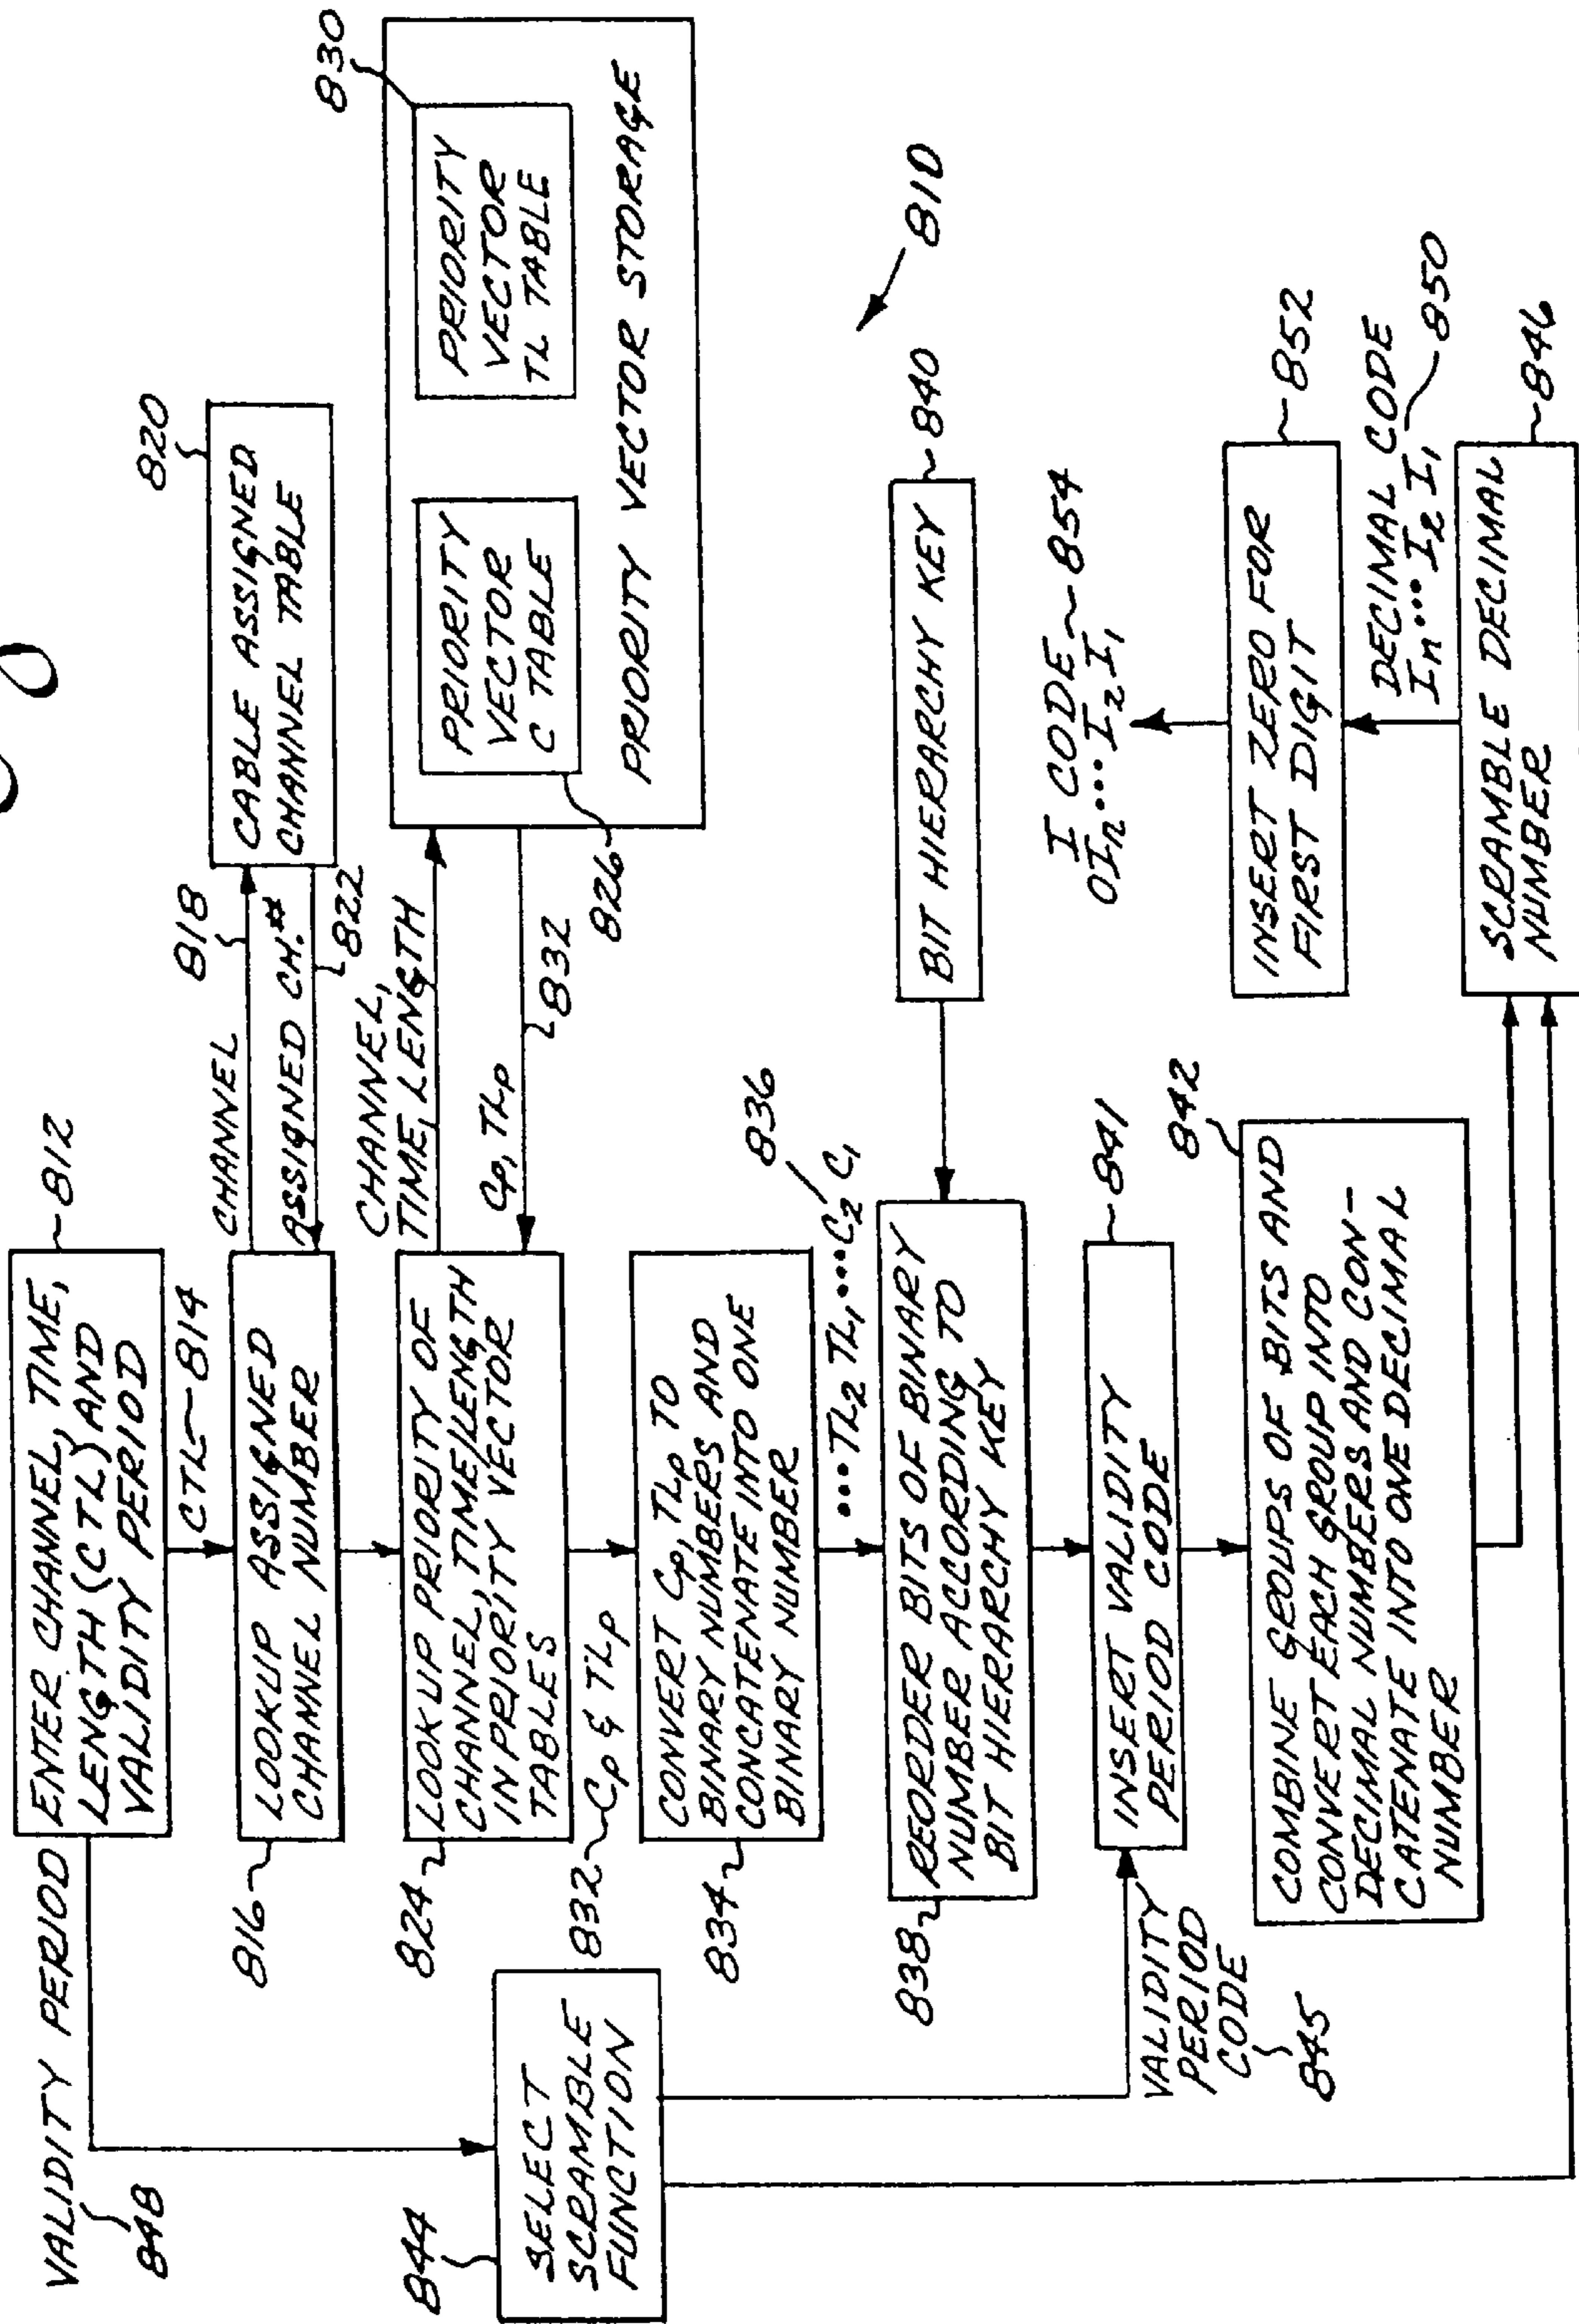 VALIDITY PERIOD
848
ENTER CHANNEL, TIME,
LENGTH (CTL) AND
VALIDITY PERIOD
812
CTL 814
LOOKUP ASSIGNED
CHANNEL NUMBER
816
CHANNEL
818
ASSIGNED CH.#
822
CABLE ASSIGNED
CHANNEL TABLE
820
LOOKUP PRIORITY OF
CHANNEL, TIME/LENGTH
IN PRIORITY VECTOR
TABLES
824
CHANNEL,
TIME, LENGTH
Cp, TLp
832
PRIORITY
VECTOR
C TABLE
826
PRIORITY
VECTOR
TL TABLE
830
PRIORITY VECTOR STORAGE
832 Cp & TLp
SELECT
SCRAMBLE
FUNCTION
844
CONVERT Cp, TLp TO
BINARY NUMBERS AND
CONCATENATE INTO ONE
BINARY NUMBER
834
...TL2 TL1...C2 C1
836
810
REORDER BITS OF BINARY
NUMBER ACCORDING TO
BIT HIERARCHY KEY
838
BIT HIERARCHY KEY
840
INSERT VALIDITY
PERIOD CODE
841
VALIDITY
PERIOD
CODE
845
I CODE 854
OIn...I2 I1
COMBINE GROUPS OF BITS AND
CONVERT EACH GROUP INTO
DECIMAL NUMBERS AND CON-
CATENATE INTO ONE DECIMAL
NUMBER
842
INSERT ZERO FOR
FIRST DIGIT
852
DECIMAL CODE
In...I2 I1
850
SCRAMBLE DECIMAL
NUMBER
846